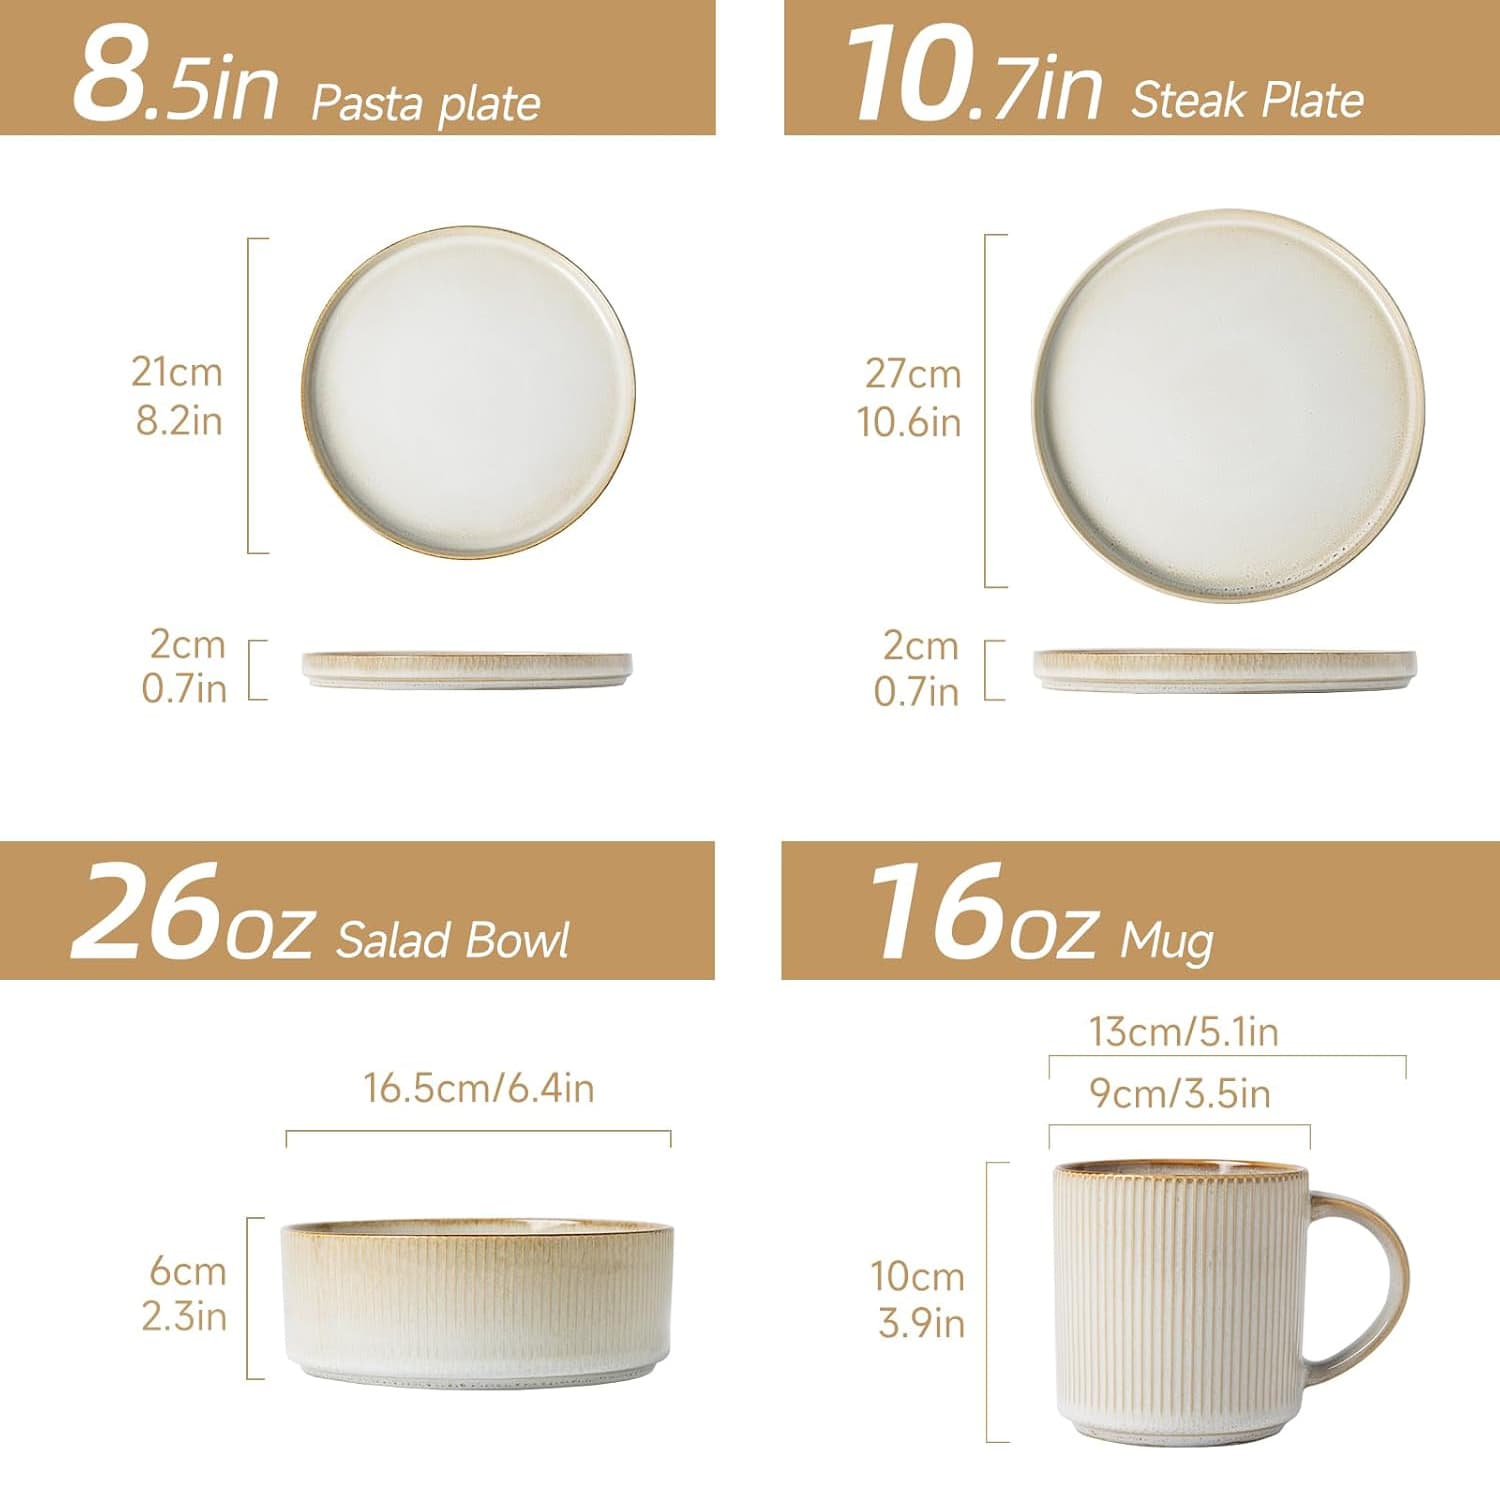 8.5in Pasta plate
10.7in Steak Plate
21cm
8.2in
27cm
10.6in
2cm
0.7in
2cm
0.7in
26oz Salad Bowl
16oz Mug
13cm/5.1in
9cm/3.5in
16.5cm/6.4in
6cm
2.3in
10cm
3.9in